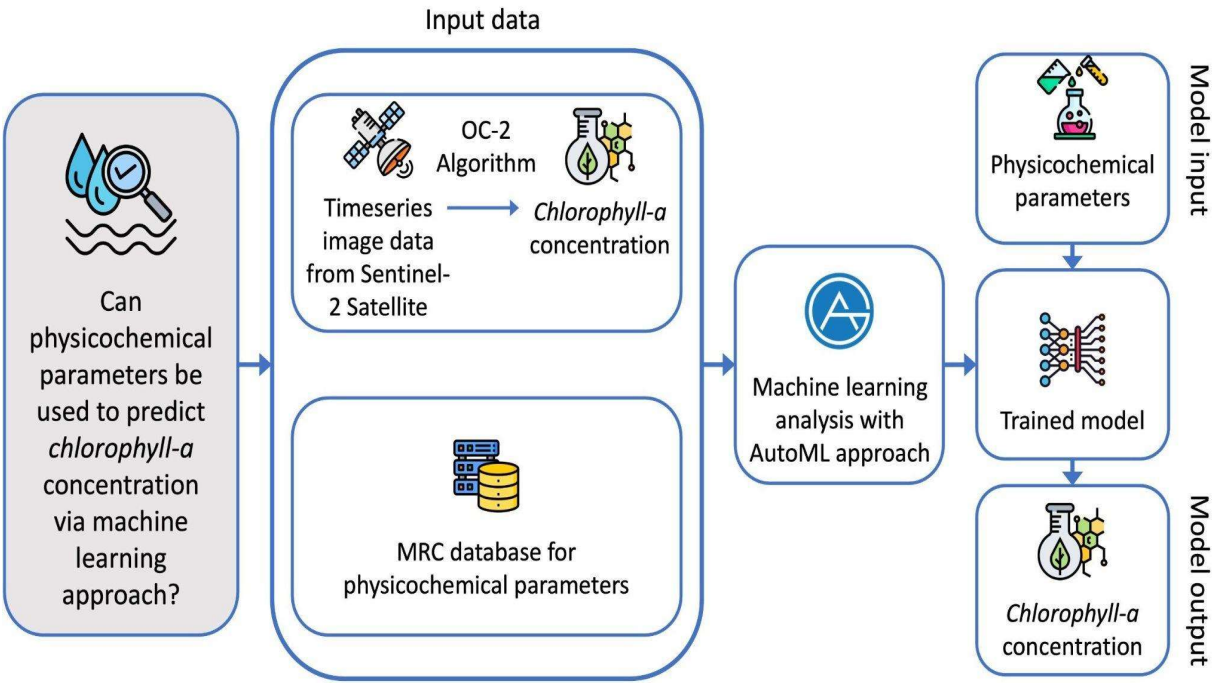 Input data
Can
physicochemical
parameters be
used to predict
chlorophyll-a
concentration
via machine
learning
approach?
OC-2
Algorithm
Timeseries
image data
from Sentinel-
2 Satellite
Chlorophyll-a
concentration
MRC database for
physicochemical parameters
Machine learning
analysis with
AutoML approach
Physicochemical
parameters
Model input
Trained model
Chlorophyll-a
concentration
Model output